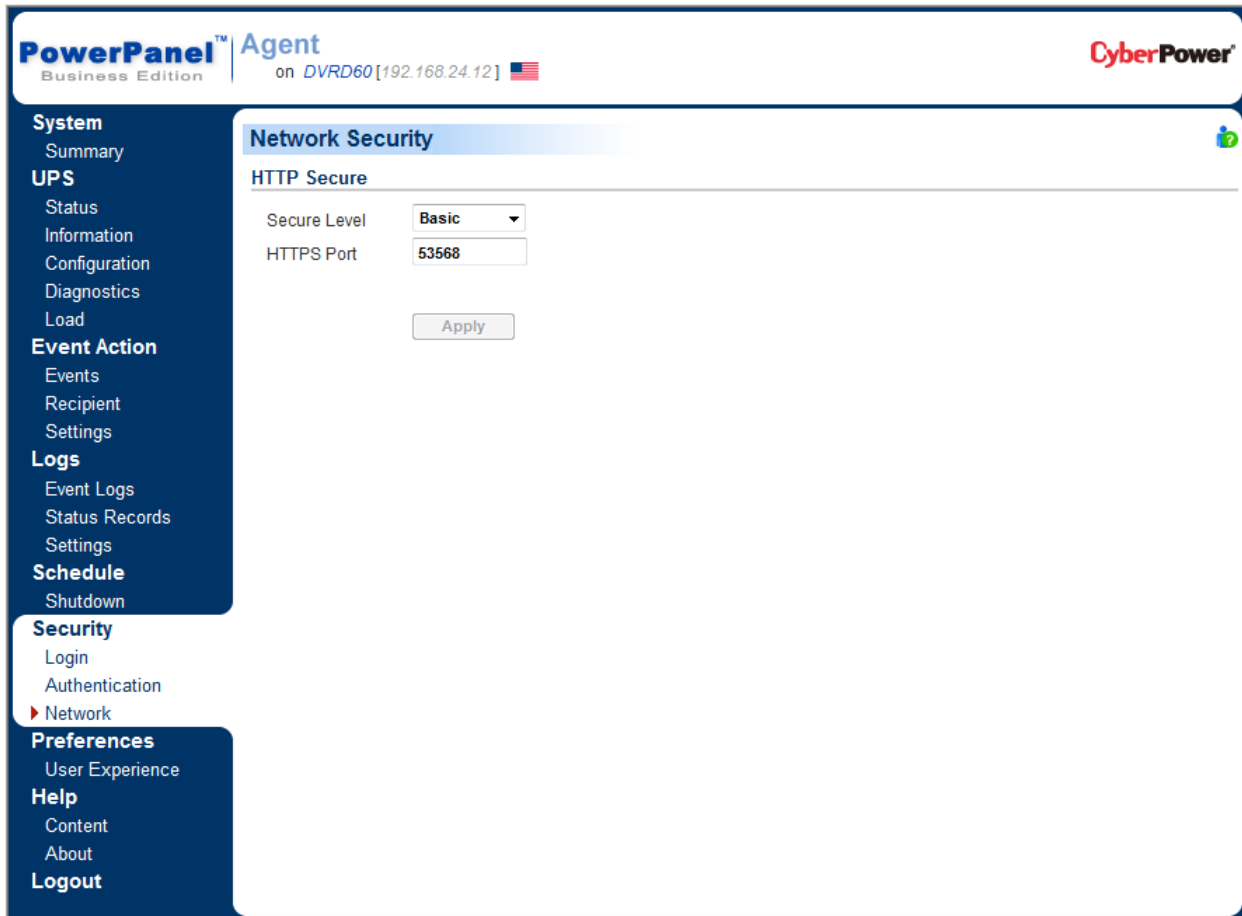 PowerPanel™
Business Edition
Agent
on DVRD60 [192.168.24.12]
CyberPower®
System
Summary
UPS
Status
Information
Configuration
Diagnostics
Load
Event Action
Events
Recipient
Settings
Logs
Event Logs
Status Records
Settings
Schedule
Shutdown
Security
Login
Authentication
Network
Preferences
User Experience
Help
Content
About
Logout
Network Security
?
HTTP Secure
Secure Level Basic
HTTPS Port 53568
Apply